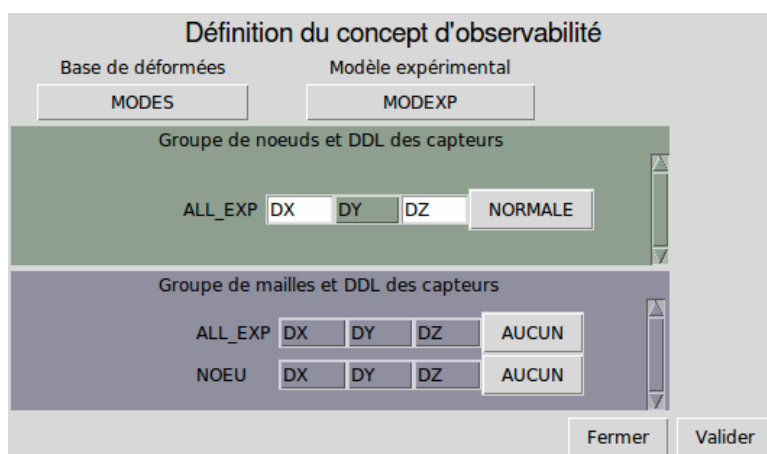 Définition du concept d'observabilité
Base de déformées Modèle expérimental
MODES MODEXP
Groupe de noeuds et DDL des capteurs
ALL_EXP DX DY DZ NORMALE
Groupe de mailles et DDL des capteurs
ALL_EXP DX DY DZ AUCUN
NOEU DX DY DZ AUCUN
Fermer Valider